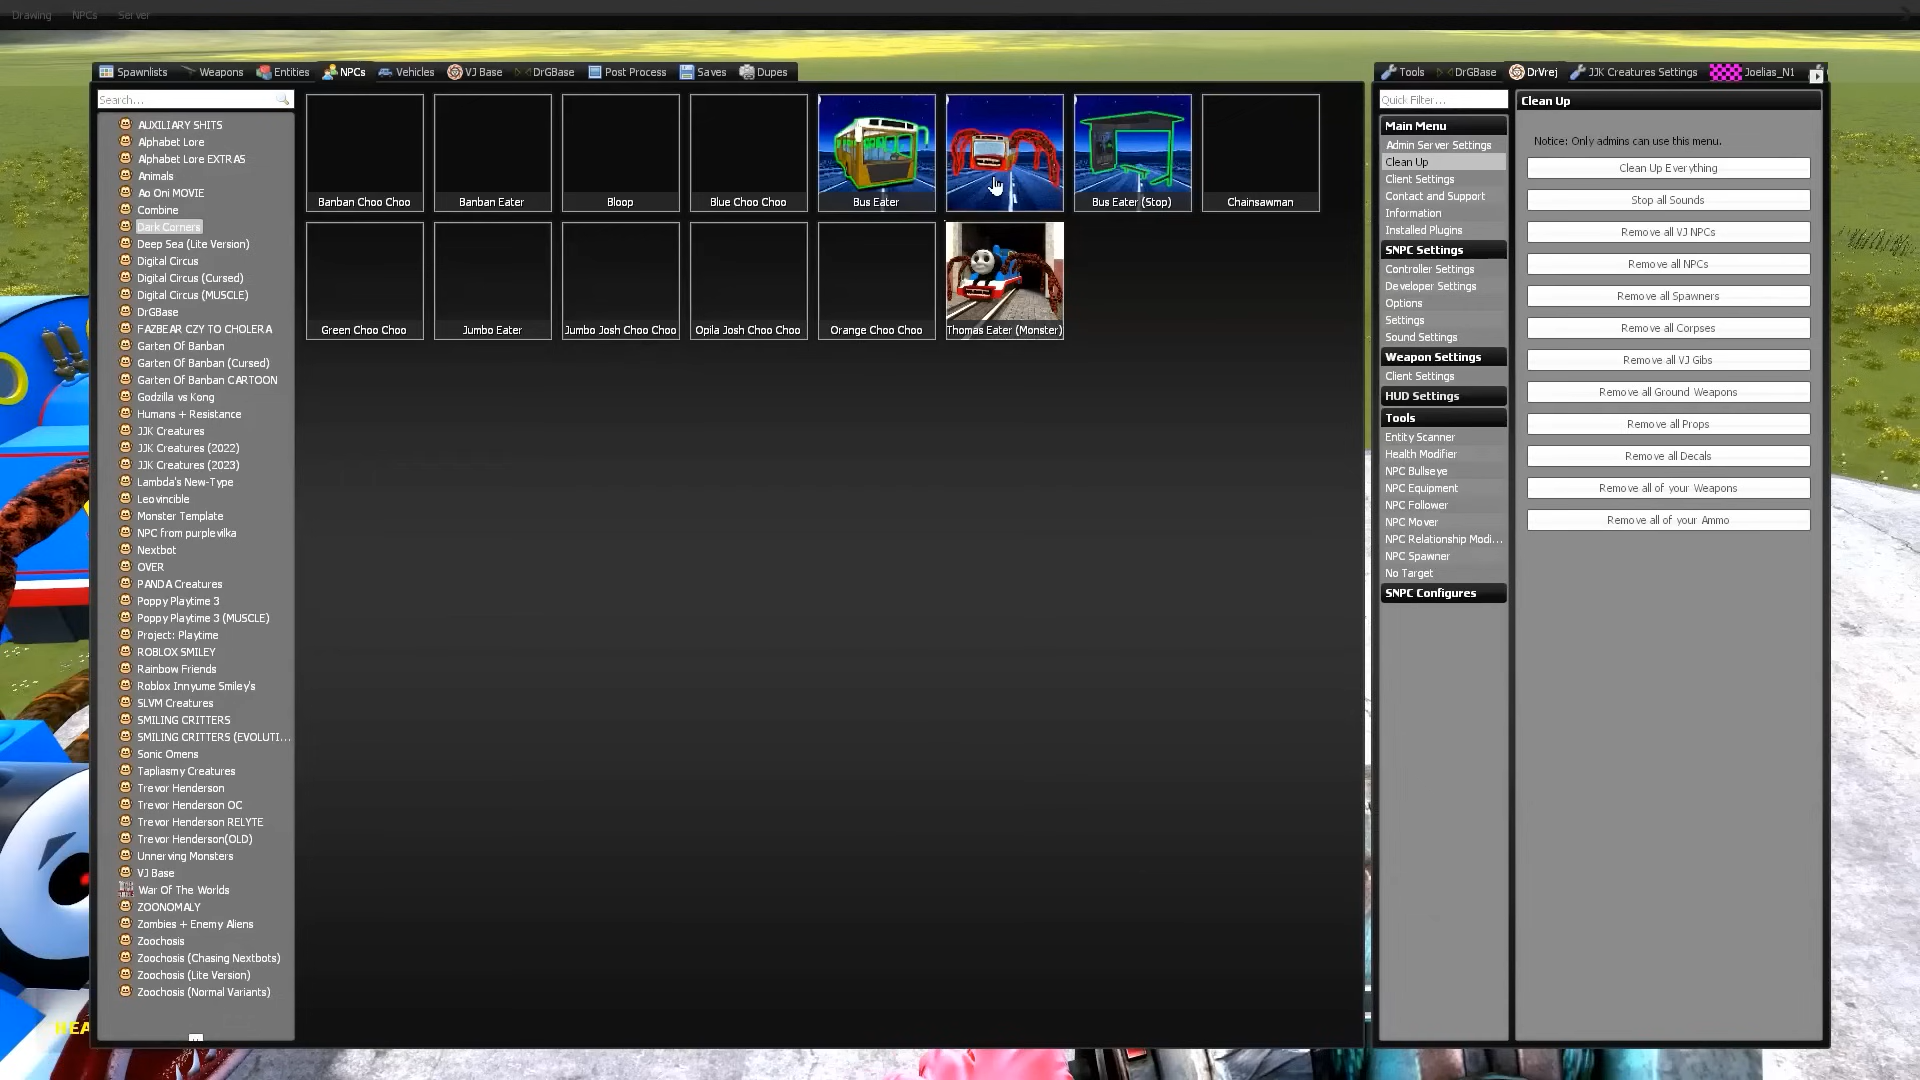 Drawing NPCs Server
Spawnlists Weapons Entities NPCs Vehicles VJ Base DrGBase Post Process Saves Dupes
Search...
AUXILIARY SHITS
Alphabet Lore
Alphabet Lore EXTRAS
Animals
Ao Oni MOVIE
Combine
Dark Corners
Deep Sea (Lite Version)
Digital Circus
Digital Circus (Cursed)
Digital Circus (MUSCLE)
DrGBase
FAZBEAR CZY TO CHOLERA
Garten Of Banban
Garten Of Banban (Cursed)
Garten Of Banban CARTOON
Godzilla vs Kong
Humans + Resistance
JJK Creatures
JJK Creatures (2022)
JJK Creatures (2023)
Lambda's New-Type
Leovincible
Monster Template
NPC from purplevilka
Nextbot
OVER
PANDA Creatures
Poppy Playtime 3
Poppy Playtime 3 (MUSCLE)
Project: Playtime
ROBLOX SMILEY
Rainbow Friends
Roblox Innyume Smiley's
SLVM Creatures
SMILING CRITTERS
SMILING CRITTERS (EVOLUTI...
Sonic Omens
Tapliasmy Creatures
Trevor Henderson
Trevor Henderson OC
Trevor Henderson RELYTE
Trevor Henderson(OLD)
Unnerving Monsters
VJ Base
War Of The Worlds
ZOONOMALY
Zombies + Enemy Aliens
Zoochosis
Zoochosis (Chasing Nextbots)
Zoochosis (Lite Version)
Zoochosis (Normal Variants)
Banban Choo Choo
Banban Eater
Bloop
Blue Choo Choo
Bus Eater
Bus Eater (Stop)
Chainsawman
Green Choo Choo
Jumbo Eater
Jumbo Josh Choo Choo
Opila Josh Choo Choo
Orange Choo Choo
Thomas Eater (Monster)
Tools DrGBase DrVrej JJK Creatures Settings Joelias_N1
Quick Filter...
Main Menu
Admin Server Settings
Clean Up
Client Settings
Contact and Support
Information
Installed Plugins
SNPC Settings
Controller Settings
Developer Settings
Options
Settings
Sound Settings
Weapon Settings
Client Settings
HUD Settings
Tools
Entity Scanner
Health Modifier
NPC Bullseye
NPC Equipment
NPC Follower
NPC Mover
NPC Relationship Modi...
NPC Spawner
No Target
SNPC Configures
Clean Up
Notice: Only admins can use this menu.
Clean Up Everything
Stop all Sounds
Remove all VJ NPCs
Remove all NPCs
Remove all Spawners
Remove all Corpses
Remove all VJ Gibs
Remove all Ground Weapons
Remove all Props
Remove all Decals
Remove all of your Weapons
Remove all of your Ammo
HEA